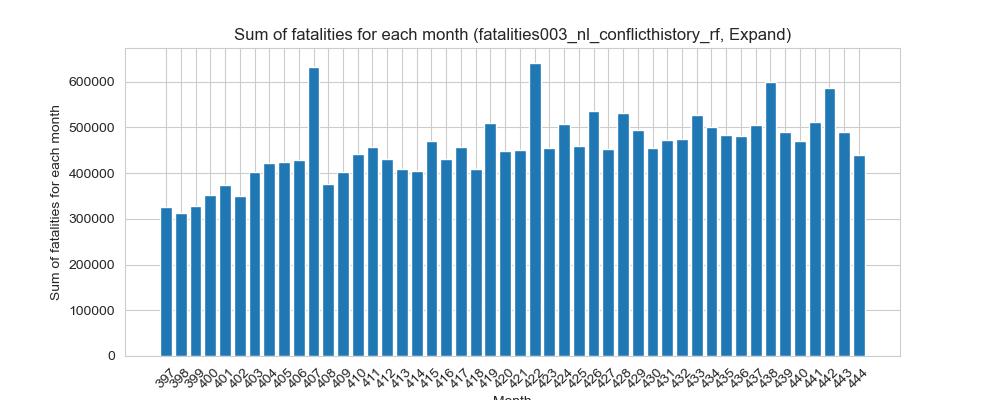 Sum of fatalities for each month (fatalities003_nl_conflicthistory_rf, Expand)
Sum of fatalities for each month
600000
500000
400000
300000
200000
100000
0
397 398 399 400 401 402 403 404 405 406 407 408 409 410 411 412 413 414 415 416 417 418 419 420 421 422 423 424 425 426 427 428 429 430 431 432 433 434 435 436 437 438 439 440 441 442 443 444
Month